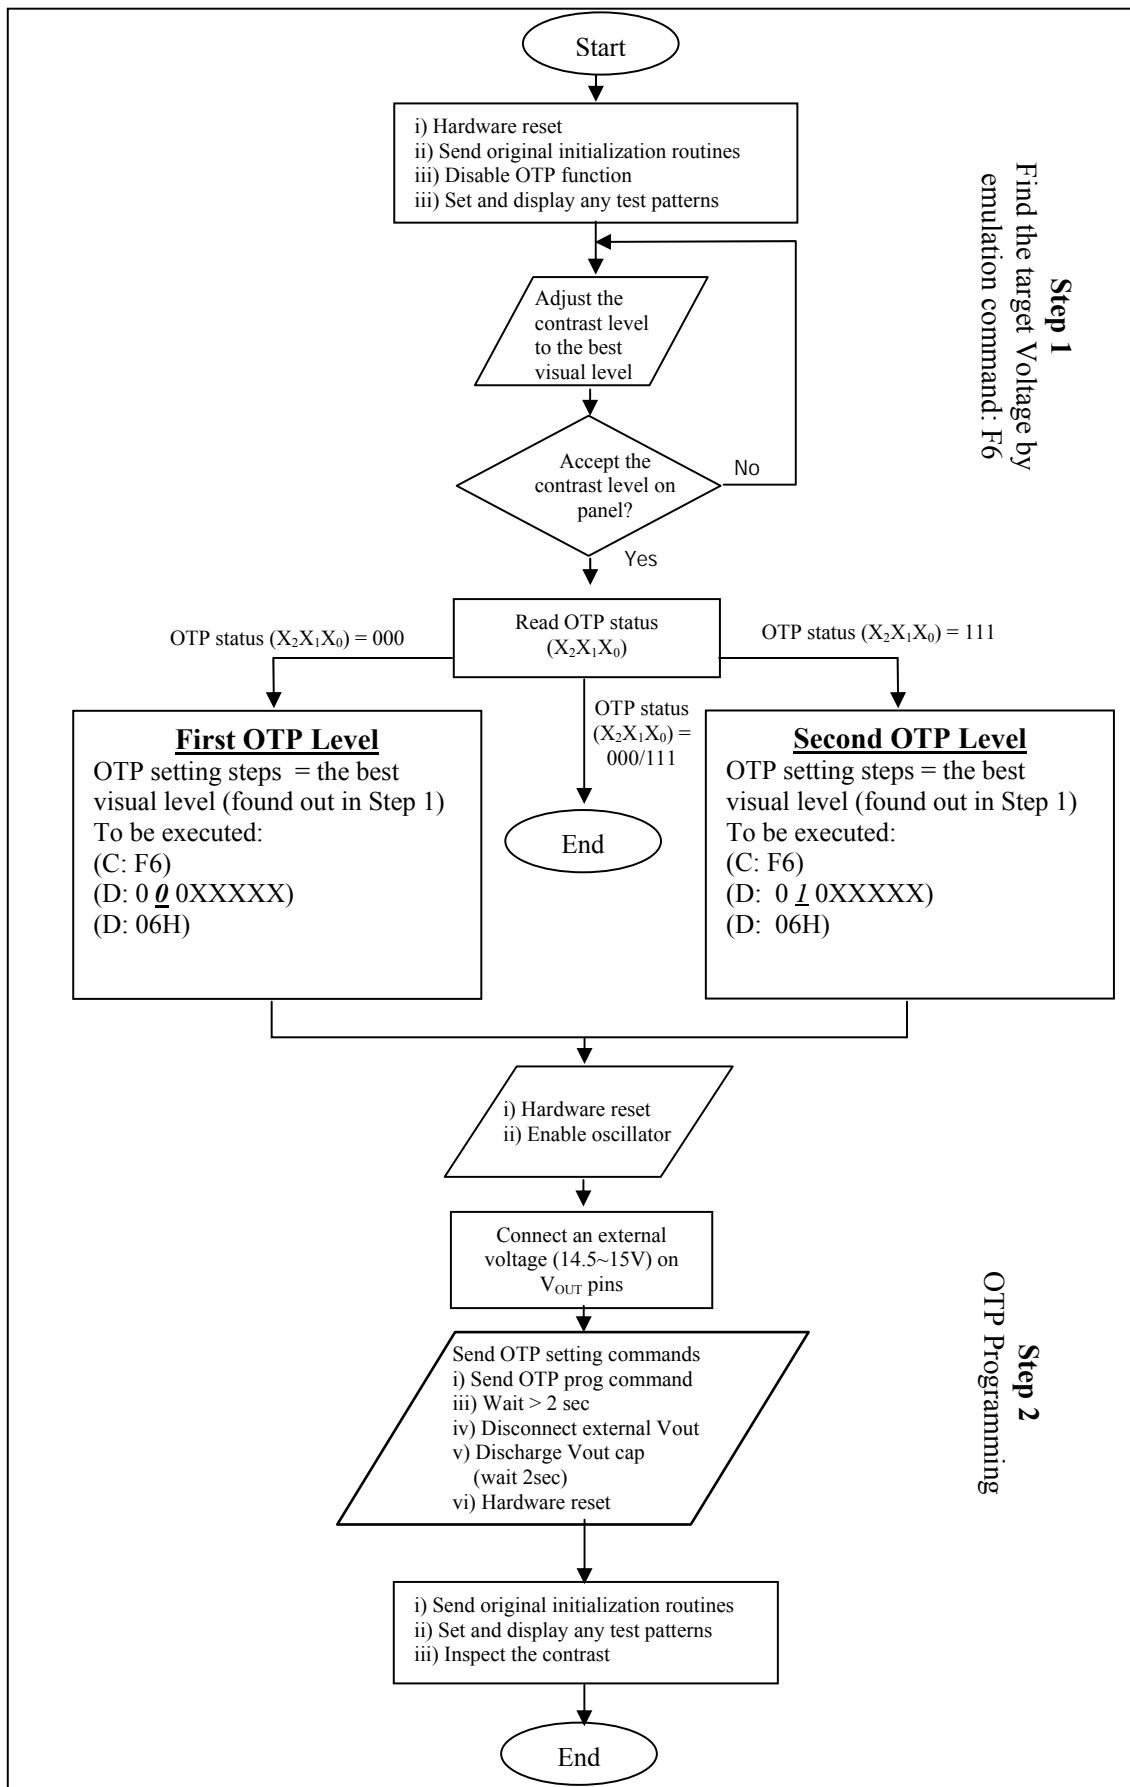 Start
i) Hardware reset
ii) Send original initialization routines
iii) Disable OTP function
iii) Set and display any test patterns
Step 1
Find the target Voltage by
emulation command: F6
Adjust the
contrast level
to the best
visual level
Accept the
contrast level on
panel?
No
Yes
Read OTP status
(X₂X₁X₀)
OTP status (X₂X₁X₀) = 000
OTP status (X₂X₁X₀) = 111
OTP status
(X₂X₁X₀) =
000/111
End
First OTP Level
OTP setting steps = the best
visual level (found out in Step 1)
To be executed:
(C: F6)
(D: 0 0 0XXXXX)
(D: 06H)
Second OTP Level
OTP setting steps = the best
visual level (found out in Step 1)
To be executed:
(C: F6)
(D: 0 1 0XXXXX)
(D: 06H)
i) Hardware reset
ii) Enable oscillator
Connect an external
voltage (14.5~15V) on
V_OUT pins
Step 2
OTP Programming
Send OTP setting commands
i) Send OTP prog command
iii) Wait > 2 sec
iv) Disconnect external Vout
v) Discharge Vout cap
(wait 2sec)
vi) Hardware reset
i) Send original initialization routines
ii) Set and display any test patterns
iii) Inspect the contrast
End